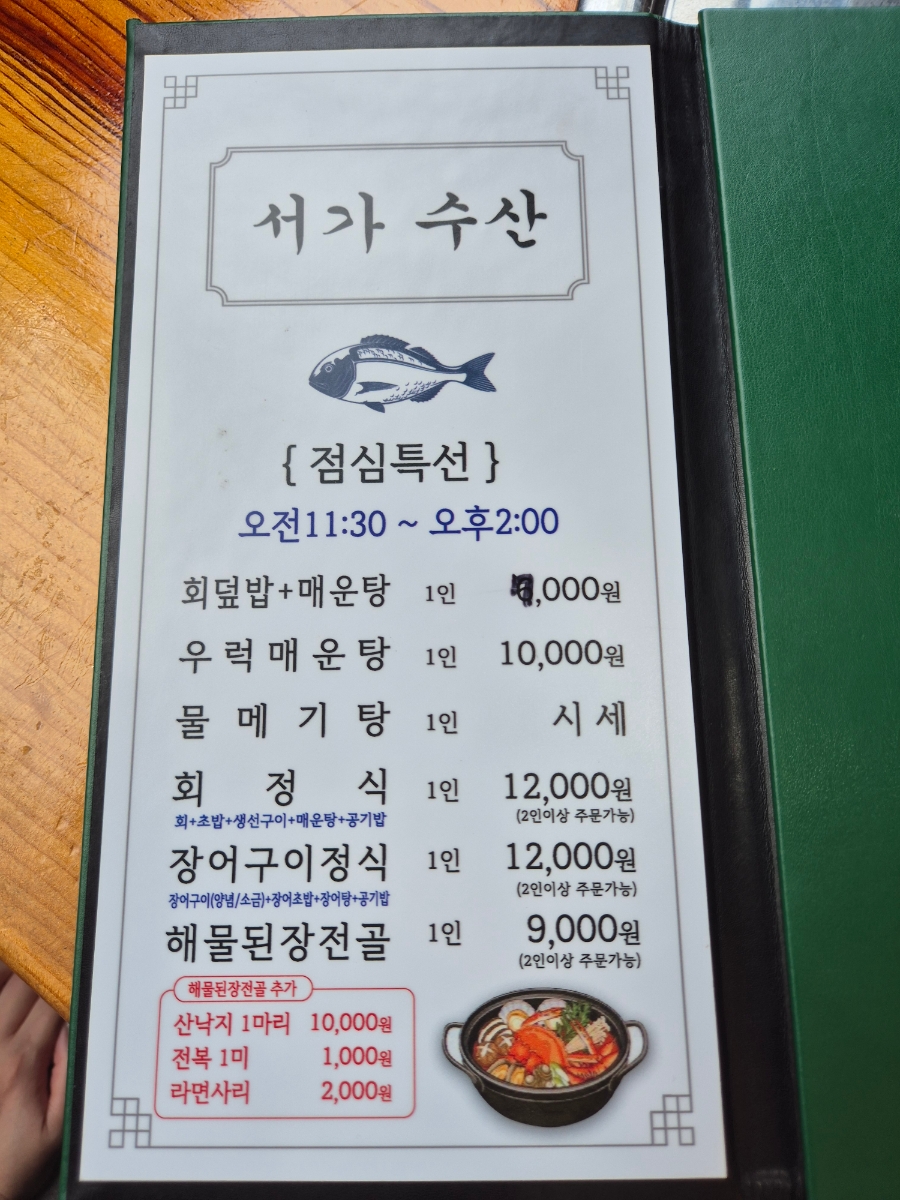 서가 수산
{ 점심특선 }
오전11:30 ~ 오후2:00
회덮밥+매운탕 1인 ,000원
우럭매운탕 1인 10,000원
물메기탕 1인 시세
회정식 1인 12,000원
회+초밥+생선구이+매운탕+공기밥 (2인이상 주문가능)
장어구이정식 1인 12,000원
장어구이(양념/소금)+장어초밥+장어탕+공기밥 (2인이상 주문가능)
해물된장전골 1인 9,000원
(2인이상 주문가능)
해물된장전골 추가
산낙지 1마리 10,000원
전복 1미 1,000원
라면사리 2,000원